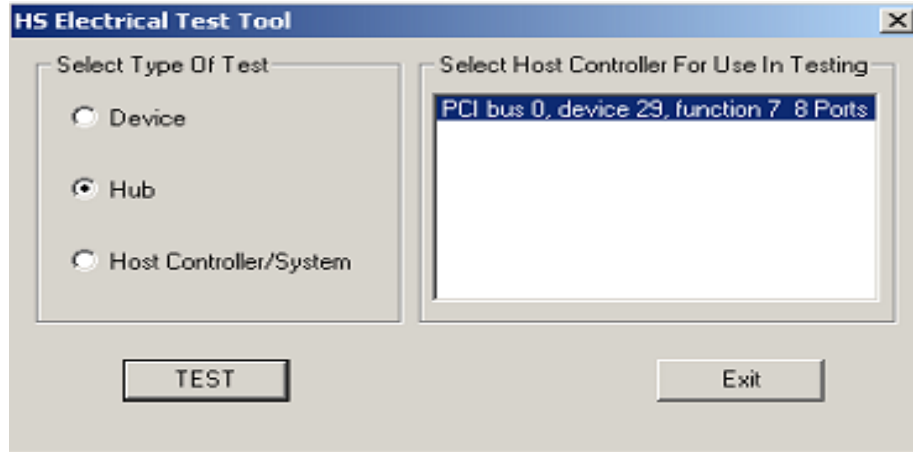 HS Electrical Test Tool
Select Type Of Test
Device
Hub
Host Controller/System
Select Host Controller For Use In Testing
PCI bus 0, device 29, function 7 8 Ports
TEST
Exit